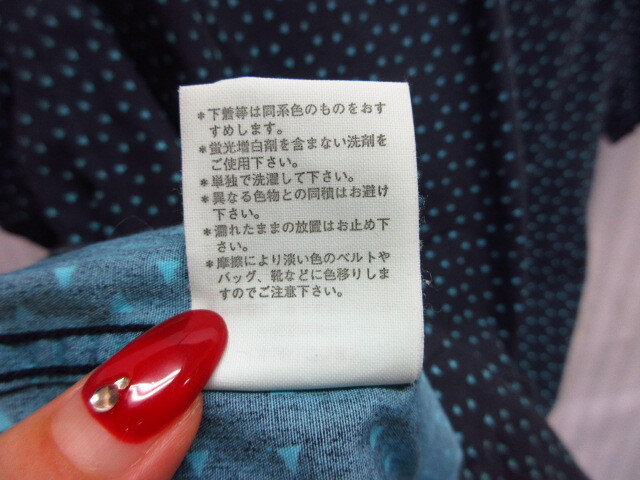 ＊下着等は同系色のものをおす
すめします。
＊蛍光増白剤を含まない洗剤を
ご使用下さい。
＊単独で洗濯して下さい。
＊異なる色物との同積はお避け
下さい。
＊濡れたままの放置はお止め下
さい。
＊摩擦により淡い色のベルトや
バッグ、靴などに色移りしま
すのでご注意下さい。